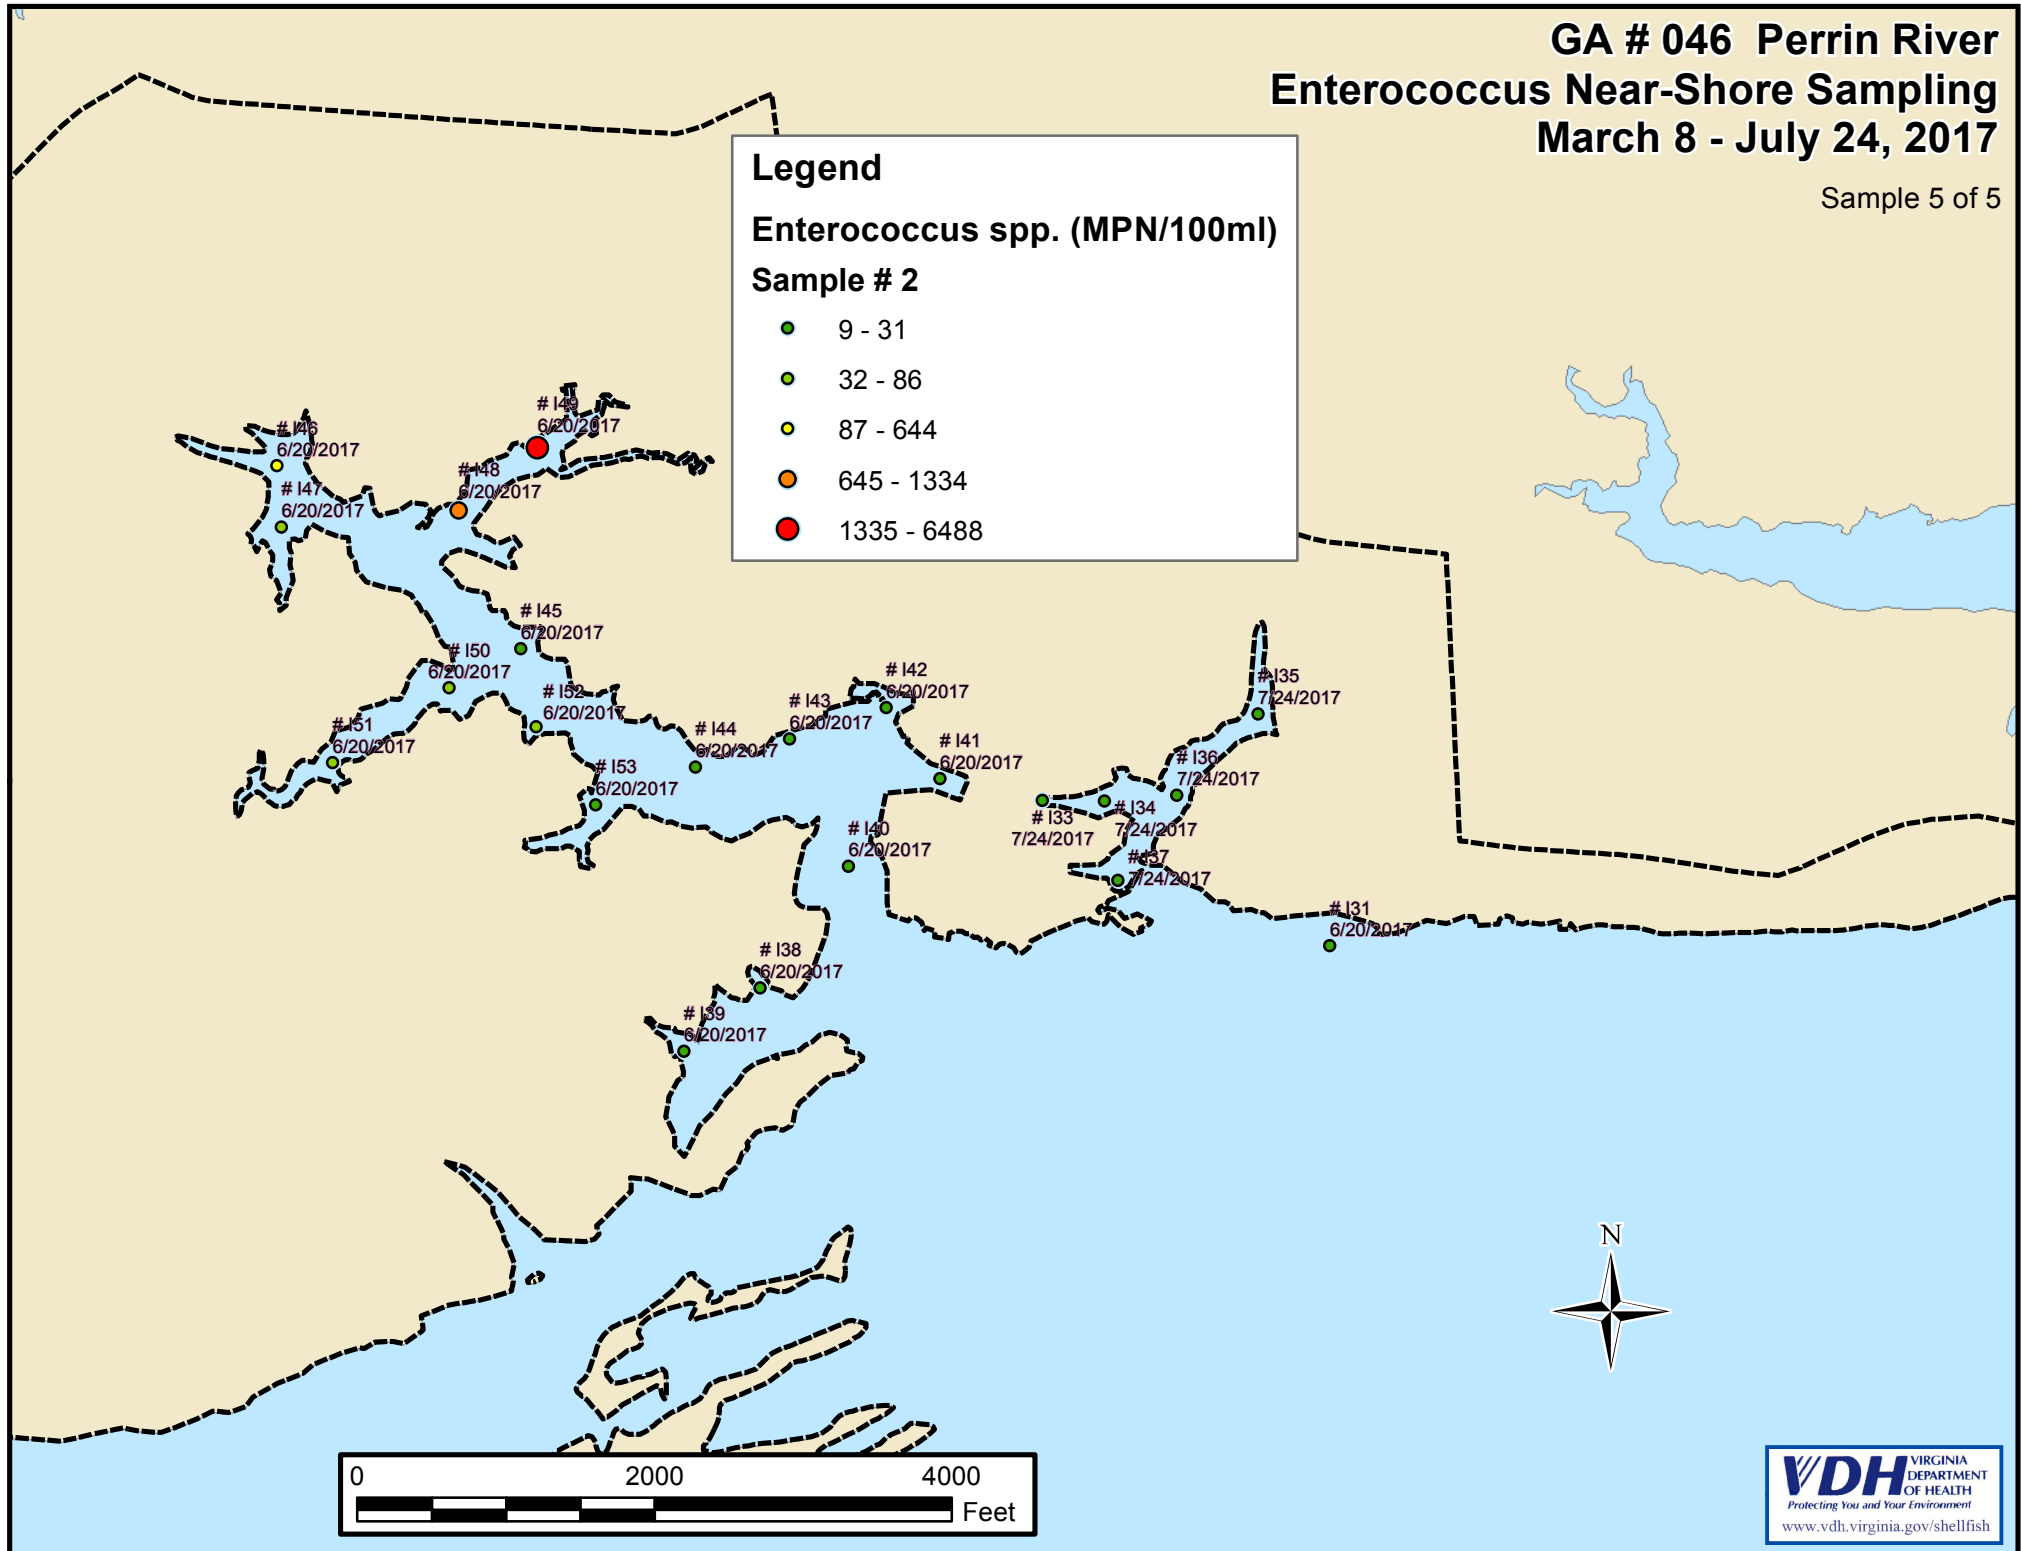 GA # 046  Perrin River
Enterococcus Near-Shore Sampling
March 8 - July 24, 2017
Sample 5 of 5
Legend
Enterococcus spp. (MPN/100ml)
Sample # 2
9 - 31
32 - 86
87 - 644
645 - 1334
1335 - 6488
# I49
6/20/2017
# I46
6/20/2017
# I48
6/20/2017
# I47
6/20/2017
# I45
6/20/2017
# I50
6/20/2017
# I52
6/20/2017
# I51
6/20/2017
# I53
6/20/2017
# I44
6/20/2017
# I43
6/20/2017
# I42
6/20/2017
# I41
6/20/2017
# I40
6/20/2017
# I35
7/24/2017
# I36
7/24/2017
# I33
7/24/2017
# I34
7/24/2017
# I37
7/24/2017
# I31
6/20/2017
# I38
6/20/2017
# I39
6/20/2017
N
0 2000 4000
Feet
VDH
VIRGINIA
DEPARTMENT
OF HEALTH
Protecting You and Your Environment
www.vdh.virginia.gov/shellfish